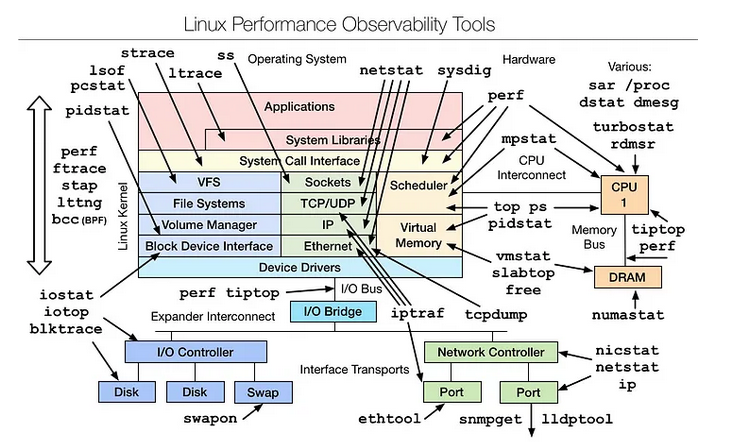 Linux Performance Observability Tools
strace
ss
Operating System
Hardware
lsof
ltrace
netstat
sysdig
Various:
pcstat
sar /proc
dstat dmesg
pidstat
Applications
perf
turbostat
rdmsr
System Libraries
mpstat
System Call Interface
CPU
Interconnect
perf
ftrace
stap
lttng
bcc (BPF)
Linux Kernel
VFS
Sockets
Scheduler
File Systems
TCP/UDP
Volume Manager
IP
Virtual
Memory
Block Device Interface
Ethernet
Device Drivers
CPU
1
top ps
pidstat
Memory
Bus
tiptop
perf
vmstat
slabtop
free
DRAM
numastat
iostat
iotop
blktrace
perf tiptop
I/O Bus
Expander Interconnect
I/O Bridge
iptraf
tcpdump
I/O Controller
Interface Transports
Network Controller
nicstat
netstat
ip
Disk
Disk
Swap
Port
Port
swapon
ethtool
snmpget
lldptool